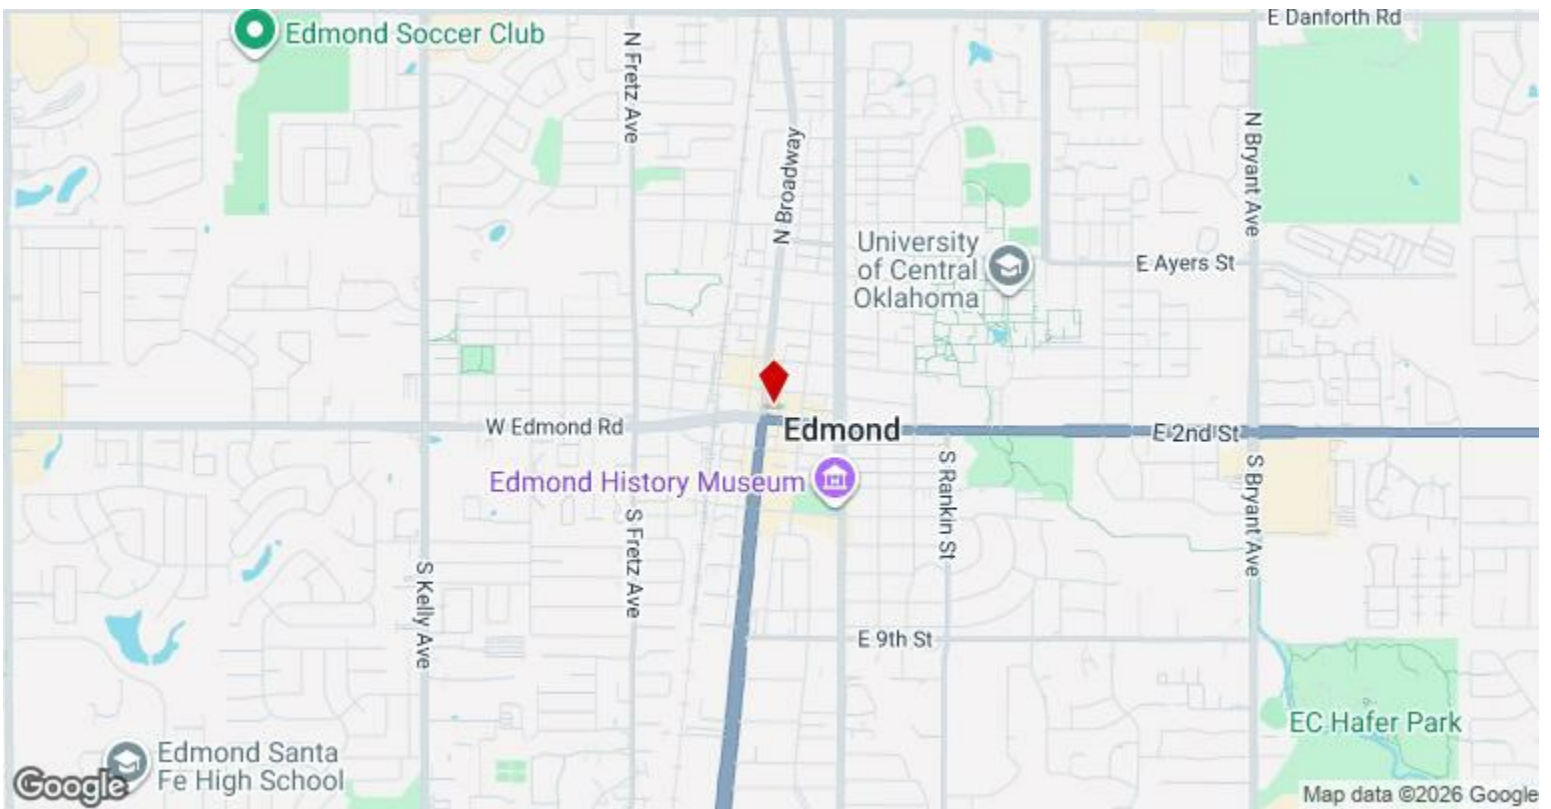 E Danforth Rd
Edmond Soccer Club
N Fretz Ave
N Broadway
N Bryant Ave
University
of Central
Oklahoma
E Ayers St
W Edmond Rd
Edmond
E 2nd St
Edmond History Museum
S Rankin St
S Bryant Ave
S Fretz Ave
S Kelly Ave
E 9th St
EC Hafer Park
Edmond Santa
Fe High School
Google
Map data ©2026 Google